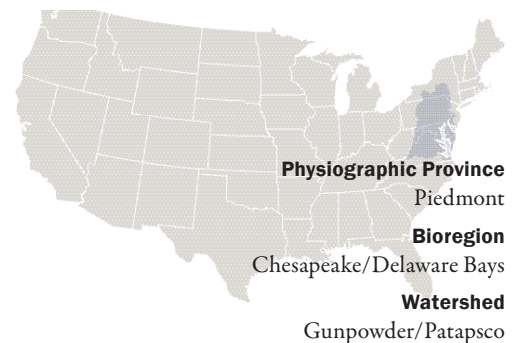 Physiographic Province
Piedmont
Bioregion
Chesapeake/Delaware Bays
Watershed
Gunpowder/Patapsco